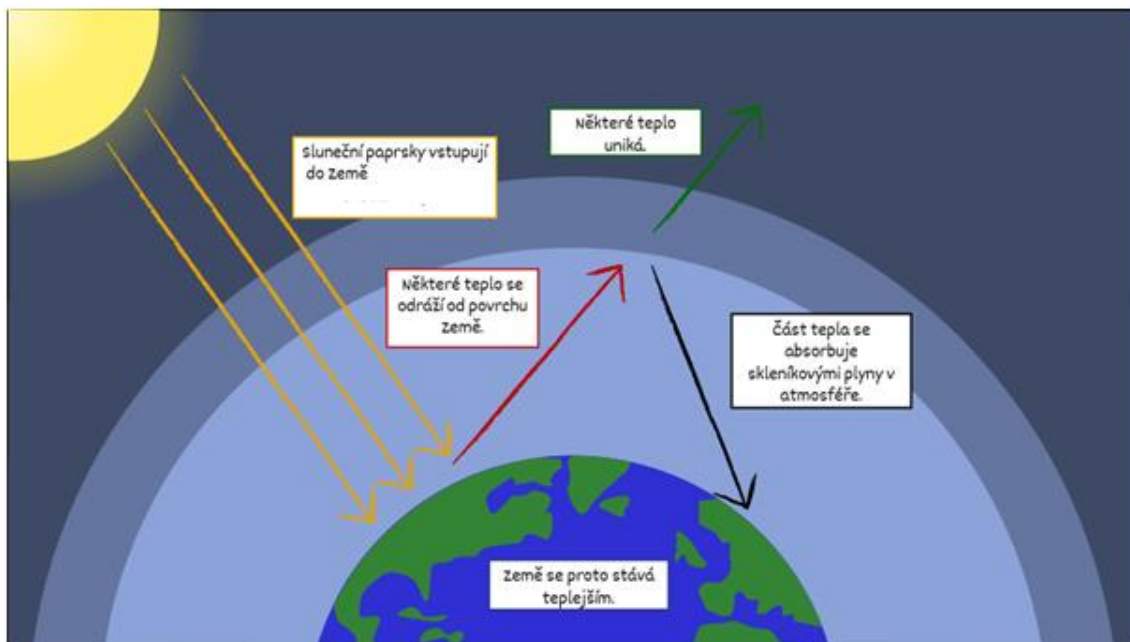 Některé teplo
uniká.
Sluneční paprsky vstupují
do Země
Některé teplo se
odráží od povrchu
Země.
Část tepla se
absorbuje
skleníkovými plyny v
atmosféře.
Země se proto stává
teplejším.